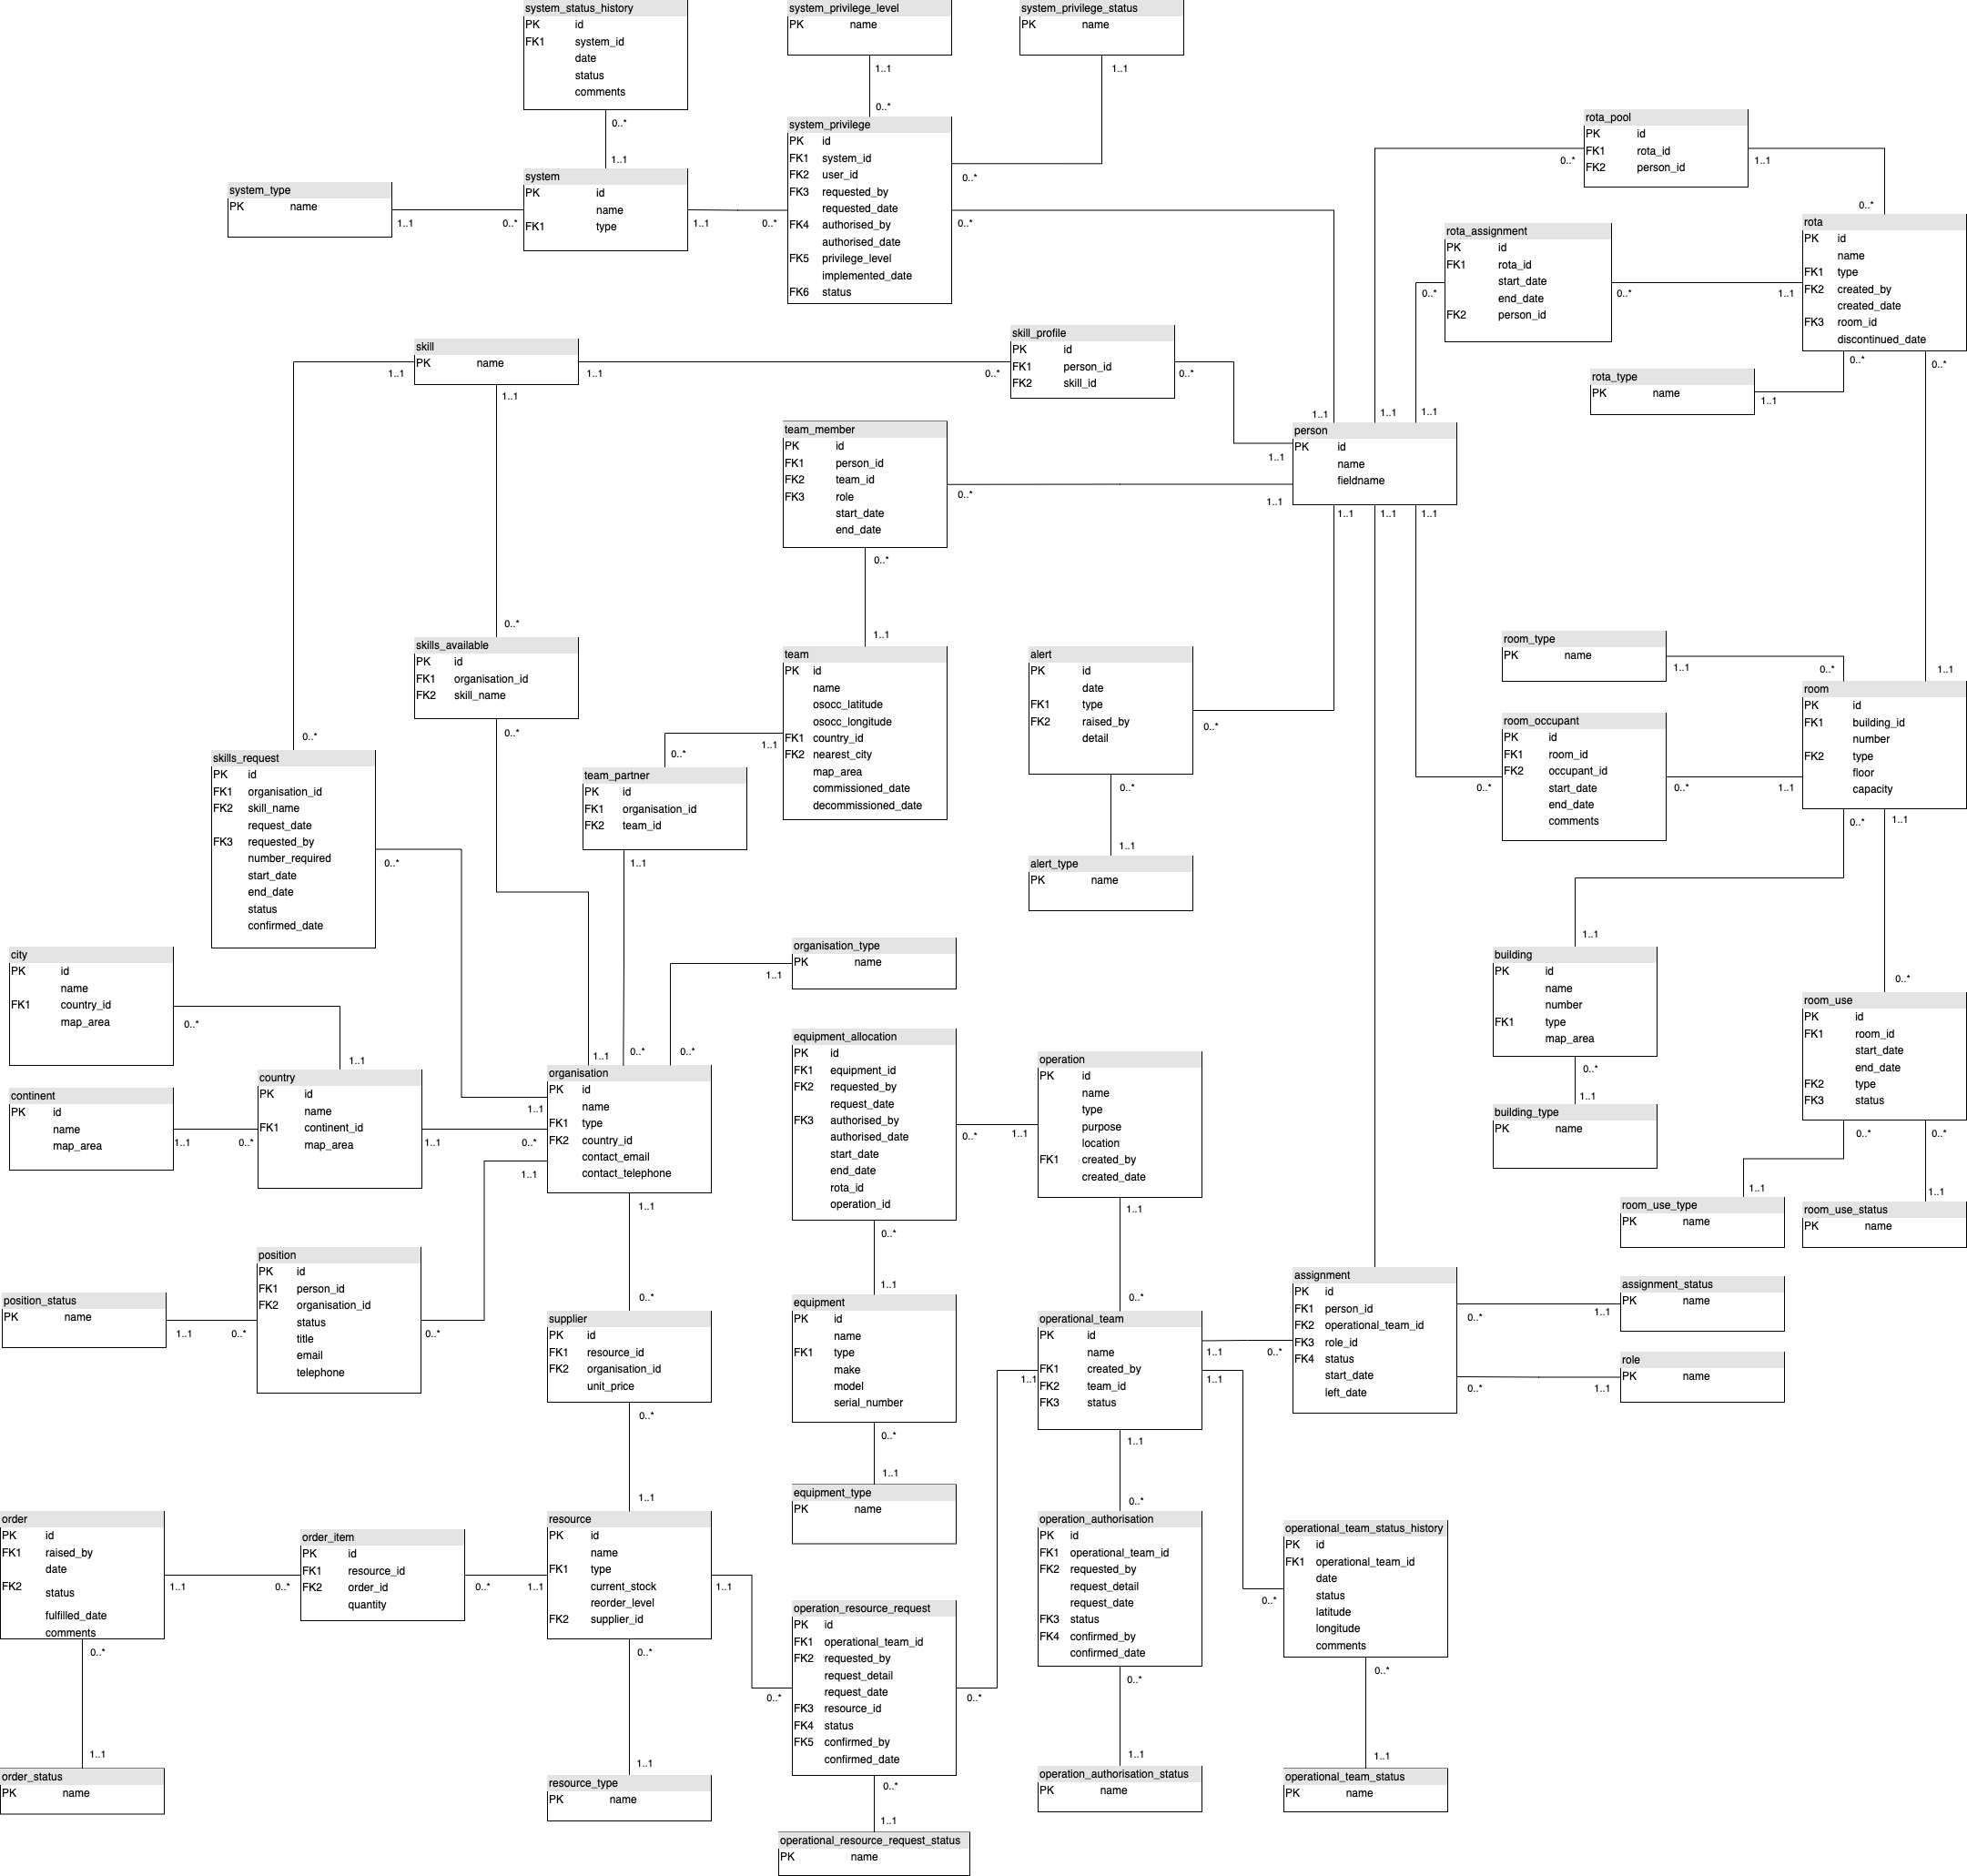 system_status_history
PK id
FK1 system_id
date
status
comments
0..*
1..1
system_privilege_level
PK name
1..1
0..*
system_privilege_status
PK name
1..1
0..*
system_type
PK name
1..1
0..*
system
PK id
name
FK1 type
1..1
0..*
system_privilege
PK id
FK1 system_id
FK2 user_id
FK3 requested_by
requested_date
FK4 authorised_by
authorised_date
FK5 privilege_level
implemented_date
FK6 status
0..*
rota_pool
PK id
FK1 rota_id
FK2 person_id
0..*
1..1
0..*
rota_assignment
PK id
FK1 rota_id
start_date
end_date
FK2 person_id
0..*
0..*
1..1
rota
PK id
name
FK1 type
FK2 created_by
created_date
FK3 room_id
discontinued_date
0..*
0..*
rota_type
PK name
1..1
skill
PK name
1..1
1..1
1..1
0..*
skill_profile
PK id
FK1 person_id
FK2 skill_id
0..*
1..1
1..1
1..1
person
PK id
name
fieldname
1..1
1..1
1..1
1..1
1..1
team_member
PK id
FK1 person_id
FK2 team_id
FK3 role
start_date
end_date
0..*
0..*
1..1
skills_available
PK id
FK1 organisation_id
FK2 skill_name
0..*
0..*
team
PK id
name
osocc_latitude
osocc_longitude
FK1 country_id
FK2 nearest_city
map_area
commissioned_date
decommissioned_date
1..1
alert
PK id
date
FK1 type
FK2 raised_by
detail
0..*
0..*
1..1
alert_type
PK name
room_type
PK name
1..1
0..*
1..1
room
PK id
FK1 building_id
number
FK2 type
floor
capacity
room_occupant
PK id
FK1 room_id
FK2 occupant_id
start_date
end_date
comments
0..*
0..*
1..1
0..*
1..1
skills_request
PK id
FK1 organisation_id
FK2 skill_name
request_date
FK3 requested_by
number_required
start_date
end_date
status
confirmed_date
0..*
0..*
team_partner
PK id
FK1 organisation_id
FK2 team_id
0..*
1..1
0..*
city
PK id
name
FK1 country_id
map_area
0..*
1..1
organisation_type
PK name
1..1
0..*
building
PK id
name
number
FK1 type
map_area
1..1
0..*
1..1
building_type
PK name
room_use
PK id
FK1 room_id
start_date
end_date
FK2 type
FK3 status
0..*
0..*
0..*
room_use_type
PK name
1..1
room_use_status
PK name
1..1
continent
PK id
name
map_area
1..1
0..*
country
PK id
name
FK1 continent_id
map_area
1..1
0..*
organisation
PK id
name
FK1 type
FK2 country_id
contact_email
contact_telephone
1..1
1..1
1..1
1..1
equipment_allocation
PK id
FK1 equipment_id
FK2 requested_by
request_date
FK3 authorised_by
authorised_date
start_date
end_date
rota_id
operation_id
0..*
1..1
0..*
1..1
operation
PK id
name
type
purpose
location
FK1 created_by
created_date
1..1
0..*
position_status
PK name
1..1
0..*
position
PK id
FK1 person_id
FK2 organisation_id
status
title
email
telephone
0..*
supplier
PK id
FK1 resource_id
FK2 organisation_id
unit_price
0..*
0..*
1..1
equipment
PK id
name
FK1 type
make
model
serial_number
0..*
1..1
equipment_type
PK name
operational_team
PK id
name
FK1 created_by
FK2 team_id
FK3 status
1..1
1..1
1..1
1..1
0..*
0..*
assignment
PK id
FK1 person_id
FK2 operational_team_id
FK3 role_id
FK4 status
start_date
left_date
0..*
1..1
0..*
1..1
assignment_status
PK name
role
PK name
order
PK id
FK1 raised_by
date
FK2 status
fulfilled_date
comments
1..1
0..*
0..*
1..1
order_status
PK name
order_item
PK id
FK1 resource_id
FK2 order_id
quantity
0..*
1..1
resource
PK id
name
FK1 type
current_stock
reorder_level
FK2 supplier_id
1..1
0..*
1..1
resource_type
PK name
operation_resource_request
PK id
FK1 operational_team_id
FK2 requested_by
request_detail
request_date
FK3 resource_id
FK4 status
FK5 confirmed_by
confirmed_date
0..*
0..*
0..*
1..1
operational_resource_request_status
PK name
operation_authorisation
PK id
FK1 operational_team_id
FK2 requested_by
request_detail
request_date
FK3 status
FK4 confirmed_by
confirmed_date
0..*
1..1
operation_authorisation_status
PK name
operational_team_status_history
PK id
FK1 operational_team_id
date
status
latitude
longitude
comments
0..*
0..*
1..1
operational_team_status
PK name